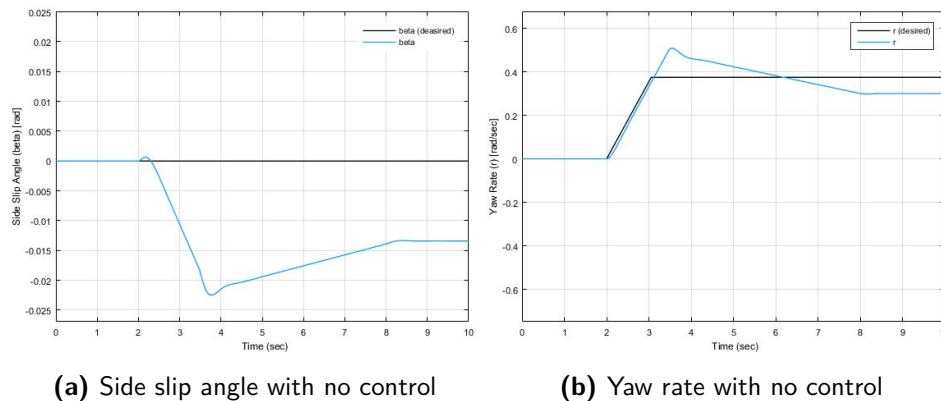 0.025
0.02
0.015
0.01
0.005
0
-0.005
-0.01
-0.015
-0.02
-0.025
Side Slip Angle (beta) [rad]
beta (deasired)
beta
0 1 2 3 4 5 6 7 8 9 10
Time (sec)
(a) Side slip angle with no control
0.6
0.4
0.2
0
-0.2
-0.4
-0.6
Yaw Rate (r) [rad/sec]
r (desired)
r
0 1 2 3 4 5 6 7 8 9
Time (sec)
(b) Yaw rate with no control